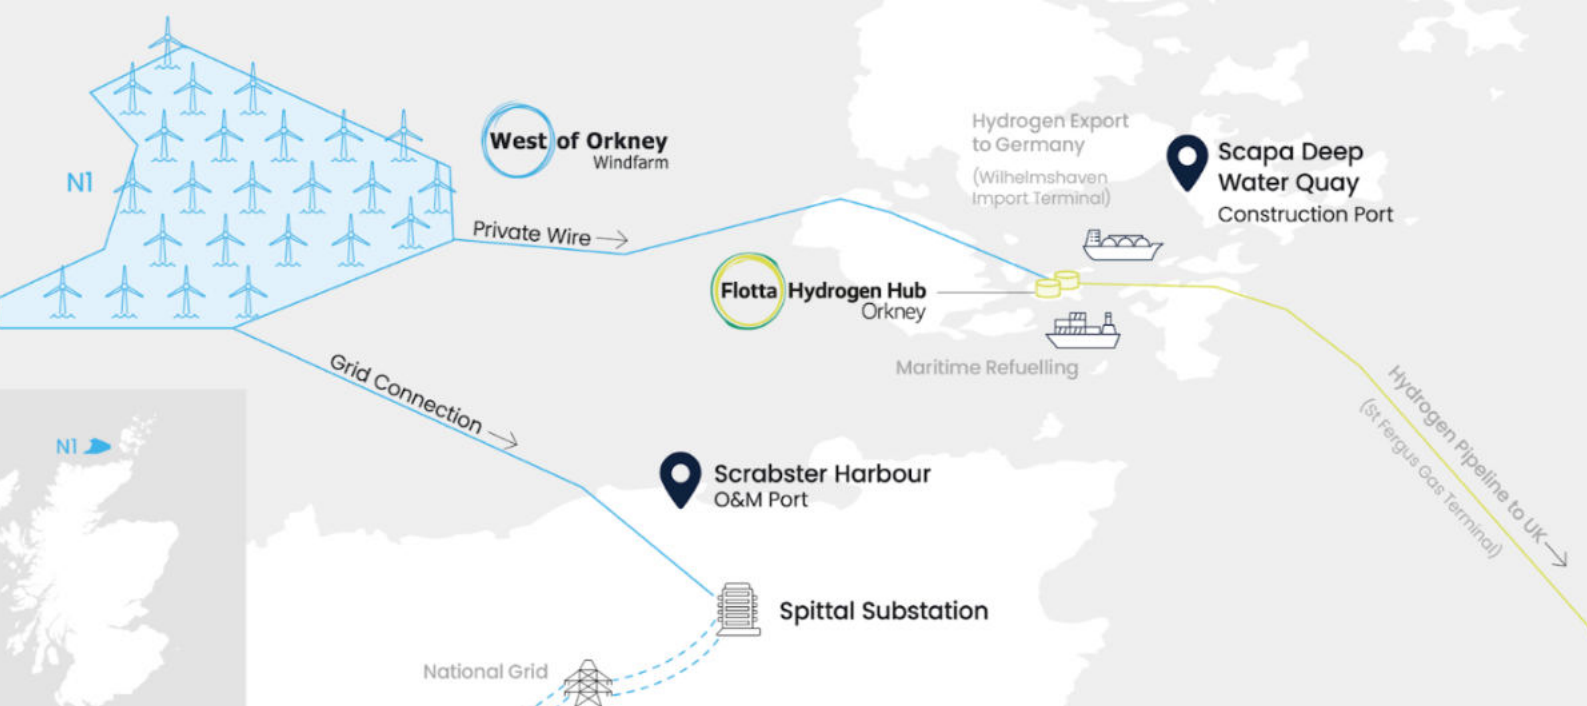 N1
West of Orkney
Windfarm
Hydrogen Export
to Germany
(Wilhelmshaven
Import Terminal)
Scapa Deep
Water Quay
Construction Port
Private Wire
Flotta Hydrogen Hub
Orkney
Maritime Refuelling
Grid Connection
Hydrogen Pipeline to UK
(St Fergus Gas Terminal)
N1
Scrabster Harbour
O&M Port
Spittal Substation
National Grid